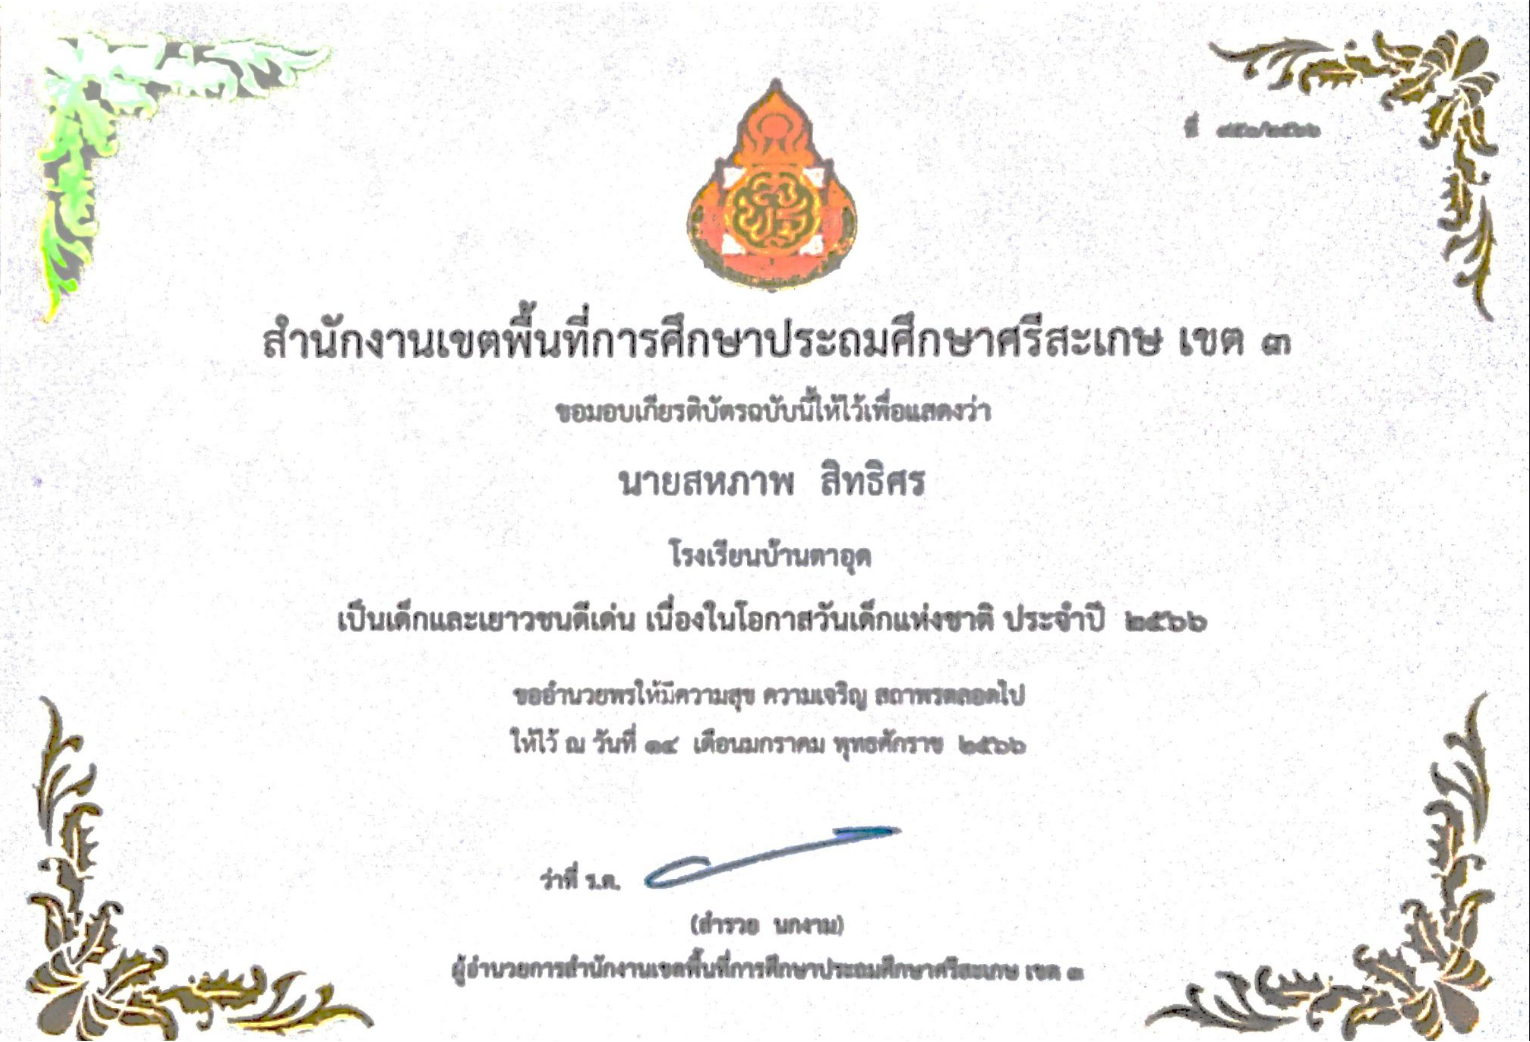 ที่ /๒๕๖๖
สำนักงานเขตพื้นที่การศึกษาประถมศึกษาศรีสะเกษ เขต ๓
ขอมอบเกียรติบัตรฉบับนี้ให้ไว้เพื่อแสดงว่า
นายสหภาพ สิทธิศร
โรงเรียนบ้านตาอุด
เป็นเด็กและเยาวชนดีเด่น เนื่องในโอกาสวันเด็กแห่งชาติ ประจำปี ๒๕๖๖
ขออำนวยพรให้มีความสุข ความเจริญ สถาพรตลอดไป
ให้ไว้ ณ วันที่ ๑๔ เดือนมกราคม พุทธศักราช ๒๕๖๖
ว่าที่ ร.ต.
(สำรวย นกงาม)
ผู้อำนวยการสำนักงานเขตพื้นที่การศึกษาประถมศึกษาศรีสะเกษ เขต ๓